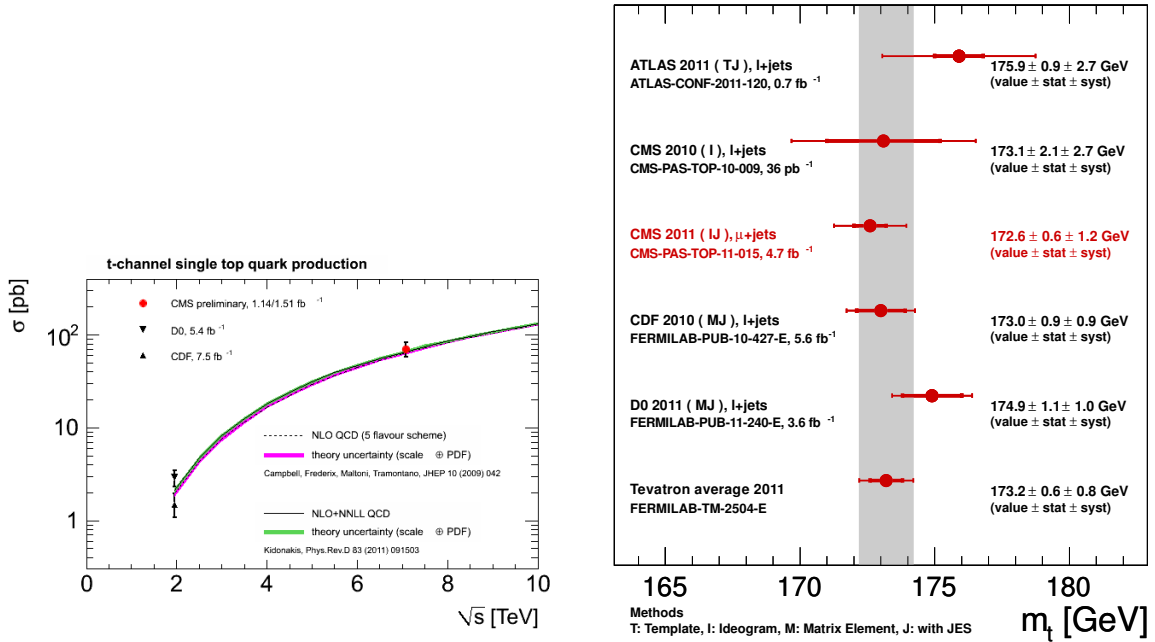 t-channel single top quark production
σ [pb]
CMS preliminary, 1.14/1.51 fb⁻¹
D0, 5.4 fb⁻¹
CDF, 7.5 fb⁻¹
10²
10
1
NLO QCD (5 flavour scheme)
theory uncertainty (scale ⊕ PDF)
Campbell, Frederix, Maltoni, Tramontano, JHEP 10 (2009) 042
NLO+NNLL QCD
theory uncertainty (scale ⊕ PDF)
Kidonakis, Phys.Rev.D 83 (2011) 091503
0 2 4 6 8 10
√s [TeV]
ATLAS 2011 ( TJ ), l+jets
ATLAS-CONF-2011-120, 0.7 fb⁻¹
175.9 ± 0.9 ± 2.7 GeV
(value ± stat ± syst)
CMS 2010 ( I ), l+jets
CMS-PAS-TOP-10-009, 36 pb⁻¹
173.1 ± 2.1 ± 2.7 GeV
(value ± stat ± syst)
CMS 2011 ( IJ ), μ+jets
CMS-PAS-TOP-11-015, 4.7 fb⁻¹
172.6 ± 0.6 ± 1.2 GeV
(value ± stat ± syst)
CDF 2010 ( MJ ), l+jets
FERMILAB-PUB-10-427-E, 5.6 fb⁻¹
173.0 ± 0.9 ± 0.9 GeV
(value ± stat ± syst)
D0 2011 ( MJ ), l+jets
FERMILAB-PUB-11-240-E, 3.6 fb⁻¹
174.9 ± 1.1 ± 1.0 GeV
(value ± stat ± syst)
Tevatron average 2011
FERMILAB-TM-2504-E
173.2 ± 0.6 ± 0.8 GeV
(value ± stat ± syst)
165 170 175 180
Methods
T: Template, I: Ideogram, M: Matrix Element, J: with JES
mₜ [GeV]